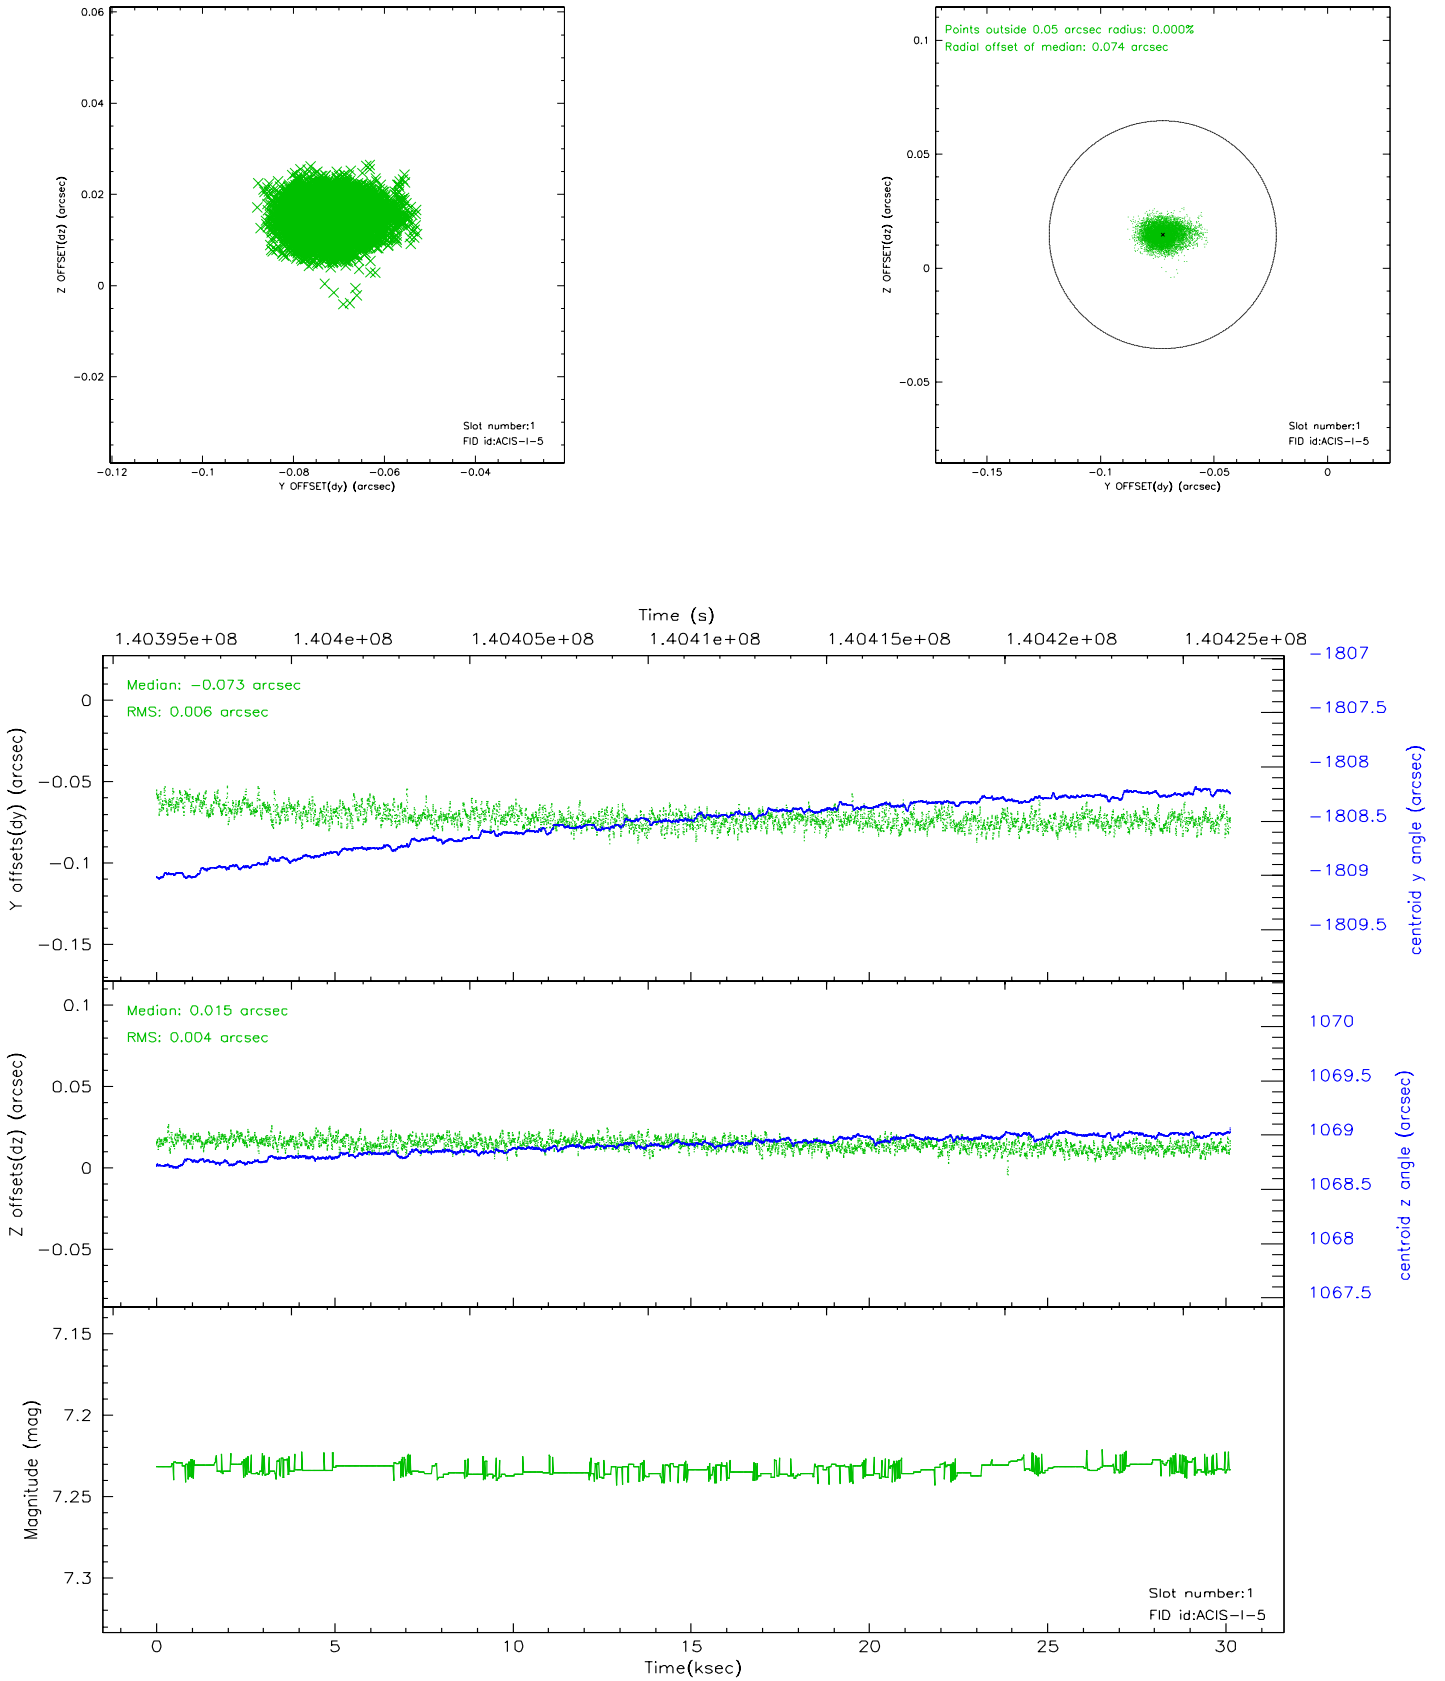 0.06
0.04
0.02
0
-0.02
Z OFFSET(dz) (arcsec)
Slot number:1
FID id:ACIS-I-5
-0.12 -0.1 -0.08 -0.06 -0.04
Y OFFSET(dy) (arcsec)
Points outside 0.05 arcsec radius: 0.000%
Radial offset of median: 0.074 arcsec
0.1
0.05
0
-0.05
Z OFFSET(dz) (arcsec)
Slot number:1
FID id:ACIS-I-5
-0.15 -0.1 -0.05 0
Y OFFSET(dy) (arcsec)
Time (s)
1.40395e+08 1.404e+08 1.40405e+08 1.4041e+08 1.40415e+08 1.4042e+08 1.40425e+08
Median: -0.073 arcsec
RMS: 0.006 arcsec
0
-0.05
-0.1
-0.15
Y offsets(dy) (arcsec)
-1807
-1807.5
-1808
-1808.5
-1809
-1809.5
centroid y angle (arcsec)
Median: 0.015 arcsec
RMS: 0.004 arcsec
0.1
0.05
0
-0.05
Z offsets(dz) (arcsec)
1070
1069.5
1069
1068.5
1068
1067.5
centroid z angle (arcsec)
7.15
7.2
7.25
7.3
Magnitude (mag)
Slot number:1
FID id:ACIS-I-5
0 5 10 15 20 25 30
Time(ksec)